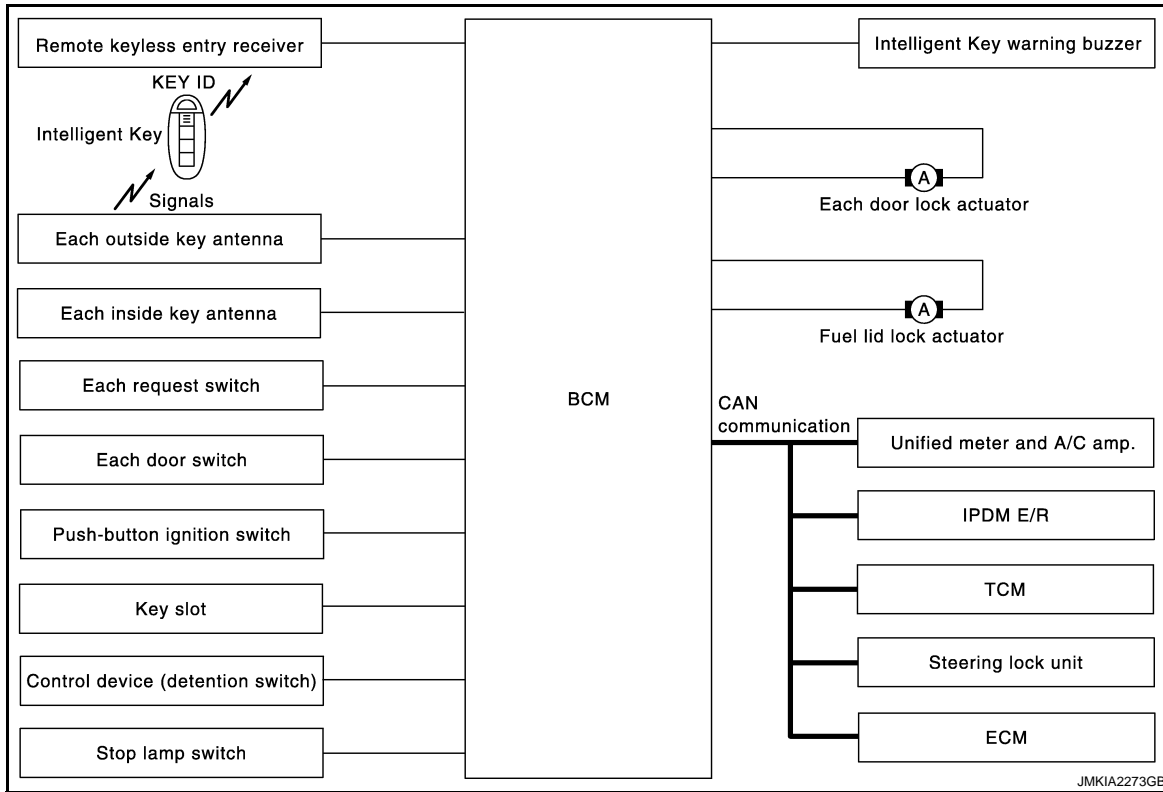 Remote keyless entry receiver
KEY ID
Intelligent Key
Signals
Each outside key antenna
Each inside key antenna
Each request switch
Each door switch
Push-button ignition switch
Key slot
Control device (detention switch)
Stop lamp switch
BCM
Intelligent Key warning buzzer
A
Each door lock actuator
A
Fuel lid lock actuator
CAN
communication
Unified meter and A/C amp.
IPDM E/R
TCM
Steering lock unit
ECM
JMKIA2273GB